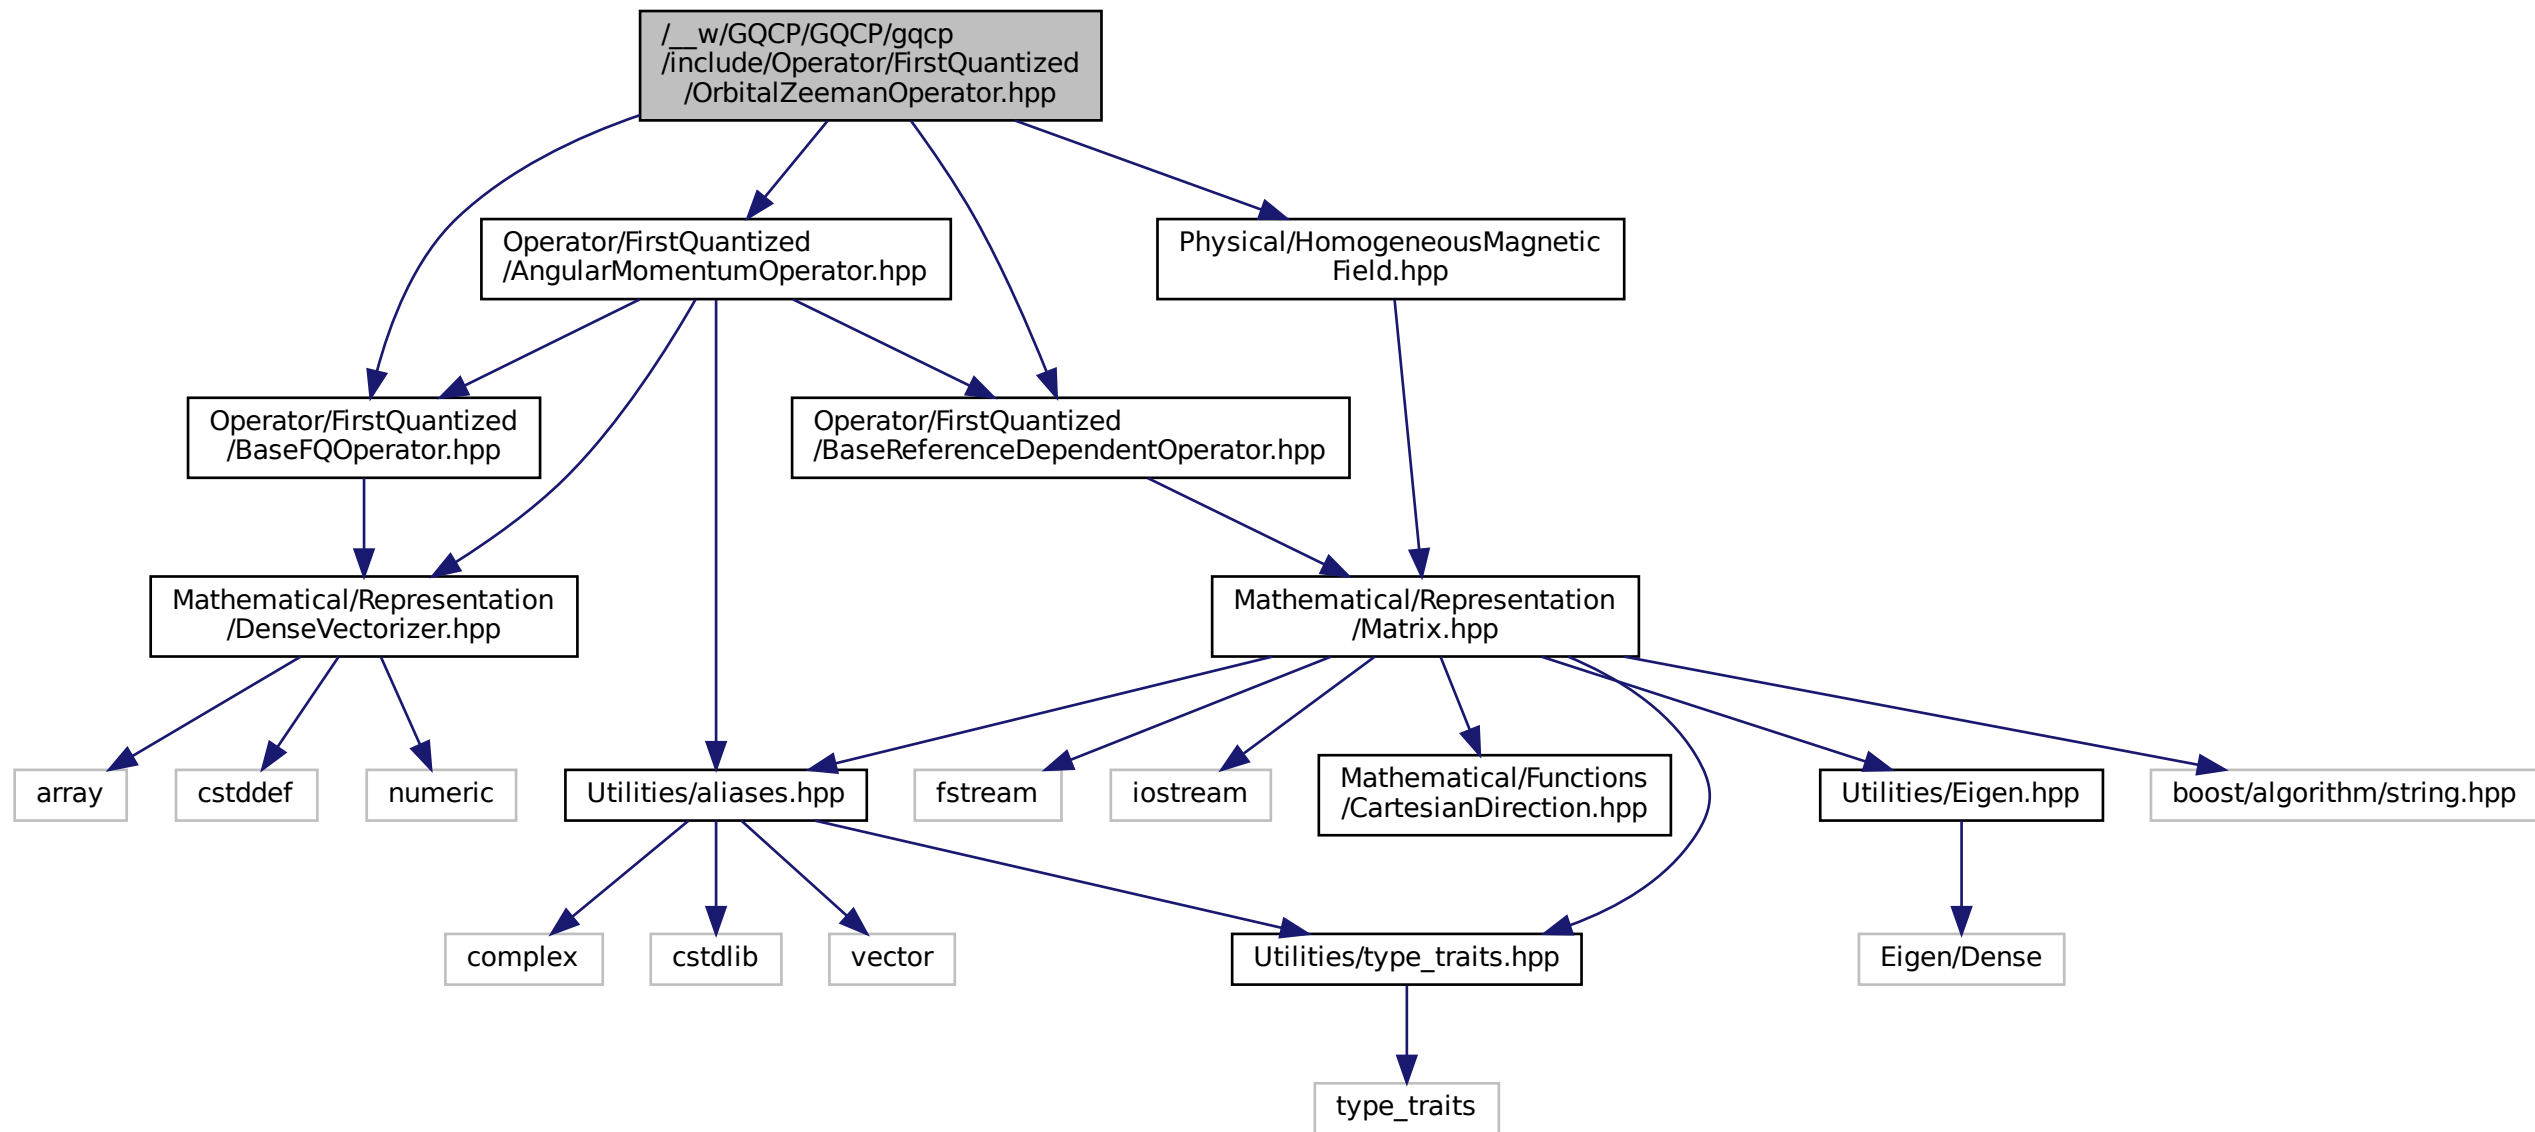 /__w/GQCP/GQCP/gqcp
/include/Operator/FirstQuantized
/OrbitalZeemanOperator.hpp
Operator/FirstQuantized
/AngularMomentumOperator.hpp
Physical/HomogeneousMagnetic
Field.hpp
Operator/FirstQuantized
/BaseFQOperator.hpp
Operator/FirstQuantized
/BaseReferenceDependentOperator.hpp
Mathematical/Representation
/DenseVectorizer.hpp
Mathematical/Representation
/Matrix.hpp
array
cstddef
numeric
Utilities/aliases.hpp
fstream
iostream
Mathematical/Functions
/CartesianDirection.hpp
Utilities/Eigen.hpp
boost/algorithm/string.hpp
complex
cstdlib
vector
Utilities/type_traits.hpp
Eigen/Dense
type_traits